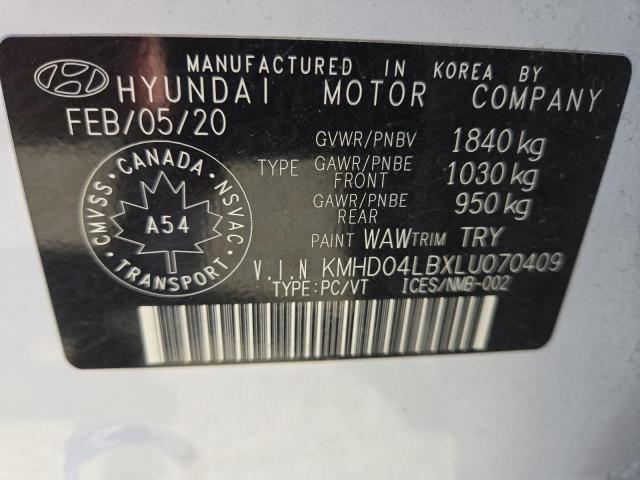 MANUFACTURED IN KOREA BY
HYUNDAI MOTOR COMPANY
FEB/05/20
GVWR/PNBV 1840 kg
TYPE GAWR/PNBE FRONT 1030 kg
GAWR/PNBE REAR 950 kg
CANADA
CMVSS A54 NSVAC
TRANSPORT
PAINT WAW TRIM TRY
V.I.N KMHD04LBXLU070409
TYPE:PC/VT ICES/NMB-002